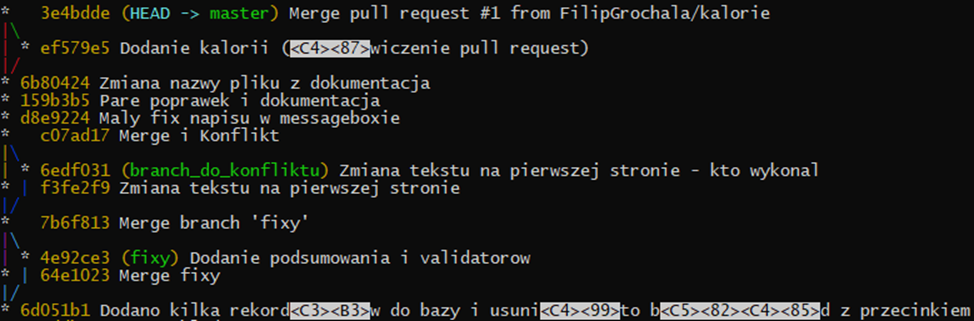 *   3e4bdde (HEAD -> master) Merge pull request #1 from FilipGrochala/kalorie
|\
| * ef579e5 Dodanie kalorii (<C4><87>wiczenie pull request)
|/
* 6b80424 Zmiana nazwy pliku z dokumentacja
* 159b3b5 Pare poprawek i dokumentacja
* d8e9224 Maly fix napisu w messageboxie
*   c07ad17 Merge i Konflikt
|\
| * 6edf031 (branch_do_konfliktu) Zmiana tekstu na pierwszej stronie - kto wykonal
* | f3fe2f9 Zmiana tekstu na pierwszej stronie
|/
*   7b6f813 Merge branch 'fixy'
|\
| * 4e92ce3 (fixy) Dodanie podsumowania i validatorow
* | 64e1023 Merge fixy
|/
* 6d051b1 Dodano kilka rekord<C3><B3>w do bazy i usuni<C4><99>to b<C5><82><C4><85>d z przecinkiem